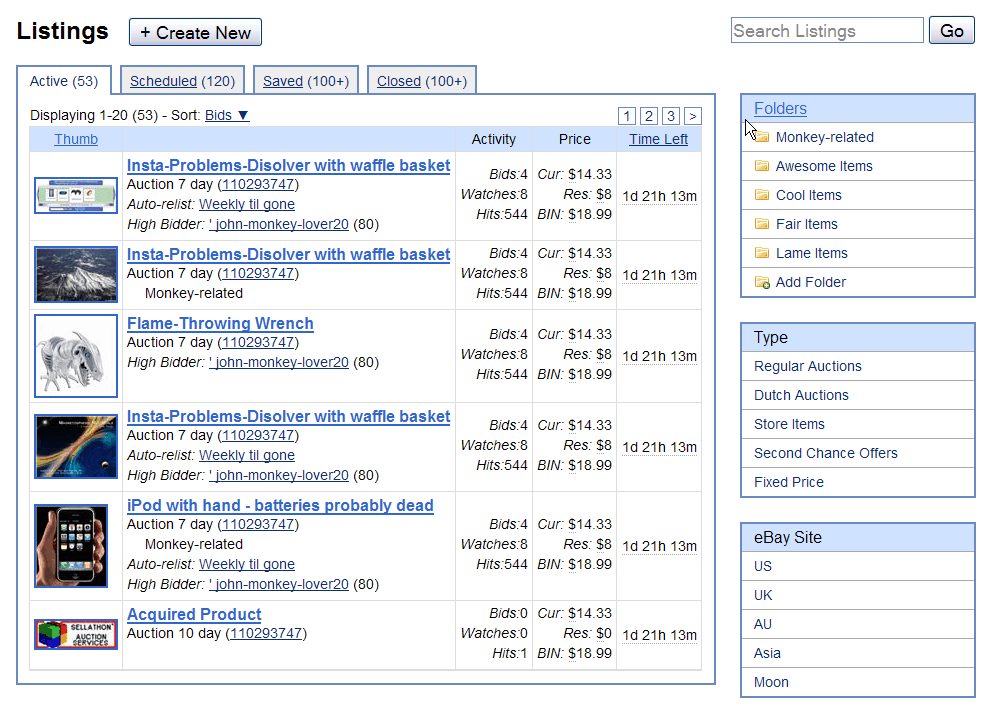 Listings
+ Create New
Search Listings
Go
Active (53)
Scheduled (120)
Saved (100+)
Closed (100+)
Displaying 1-20 (53) - Sort: Bids ▼
1 2 3 >
Thumb
Activity
Price
Time Left
Insta-Problems-Disolver with waffle basket
Auction 7 day (110293747)
Auto-relist: Weekly til gone
High Bidder: ' john-monkey-lover20 (80)
Bids:4
Watches:8
Hits:544
Cur: $14.33
Res: $8
BIN: $18.99
1d 21h 13m
Insta-Problems-Disolver with waffle basket
Auction 7 day (110293747)
Monkey-related
Bids:4
Watches:8
Hits:544
Cur: $14.33
Res: $8
BIN: $18.99
1d 21h 13m
Flame-Throwing Wrench
Auction 7 day (110293747)
High Bidder: ' john-monkey-lover20 (80)
Bids:4
Watches:8
Hits:544
Cur: $14.33
Res: $8
BIN: $18.99
1d 21h 13m
Insta-Problems-Disolver with waffle basket
Auction 7 day (110293747)
Auto-relist: Weekly til gone
High Bidder: ' john-monkey-lover20 (80)
Bids:4
Watches:8
Hits:544
Cur: $14.33
Res: $8
BIN: $18.99
1d 21h 13m
iPod with hand - batteries probably dead
Auction 7 day (110293747)
Monkey-related
Auto-relist: Weekly til gone
High Bidder: ' john-monkey-lover20 (80)
Bids:4
Watches:8
Hits:544
Cur: $14.33
Res: $8
BIN: $18.99
1d 21h 13m
SELLATHON
AUCTION
SERVICES
Acquired Product
Auction 10 day (110293747)
Bids:0
Watches:0
Hits:1
Cur: $14.33
Res: $0
BIN: $18.99
1d 21h 13m
Folders
Monkey-related
Awesome Items
Cool Items
Fair Items
Lame Items
Add Folder
Type
Regular Auctions
Dutch Auctions
Store Items
Second Chance Offers
Fixed Price
eBay Site
US
UK
AU
Asia
Moon